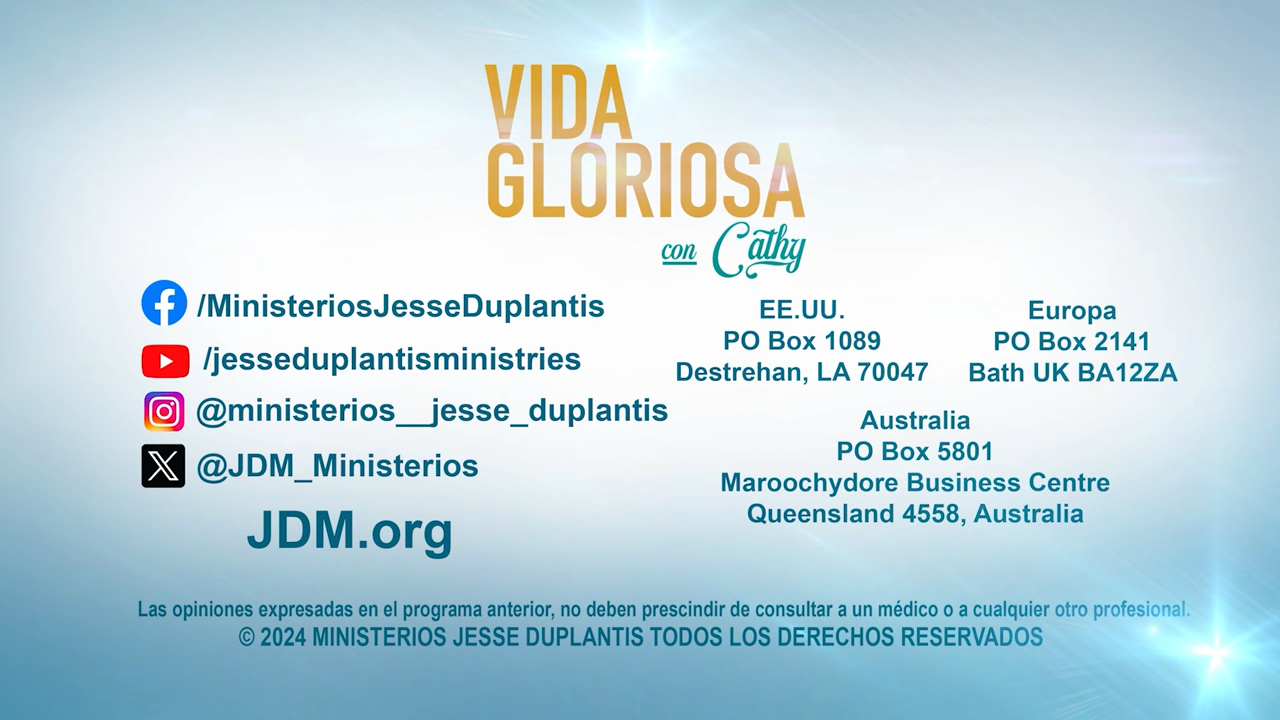 VIDA
GLORIOSA
con Cathy
/MinisteriosJesseDuplantis
/jesseduplantisministries
@ministerios__jesse_duplantis
@JDM_Ministerios
JDM.org
EE.UU.
PO Box 1089
Destrehan, LA 70047
Europa
PO Box 2141
Bath UK BA12ZA
Australia
PO Box 5801
Maroochydore Business Centre
Queensland 4558, Australia
Las opiniones expresadas en el programa anterior, no deben prescindir de consultar a un médico o a cualquier otro profesional.
© 2024 MINISTERIOS JESSE DUPLANTIS TODOS LOS DERECHOS RESERVADOS